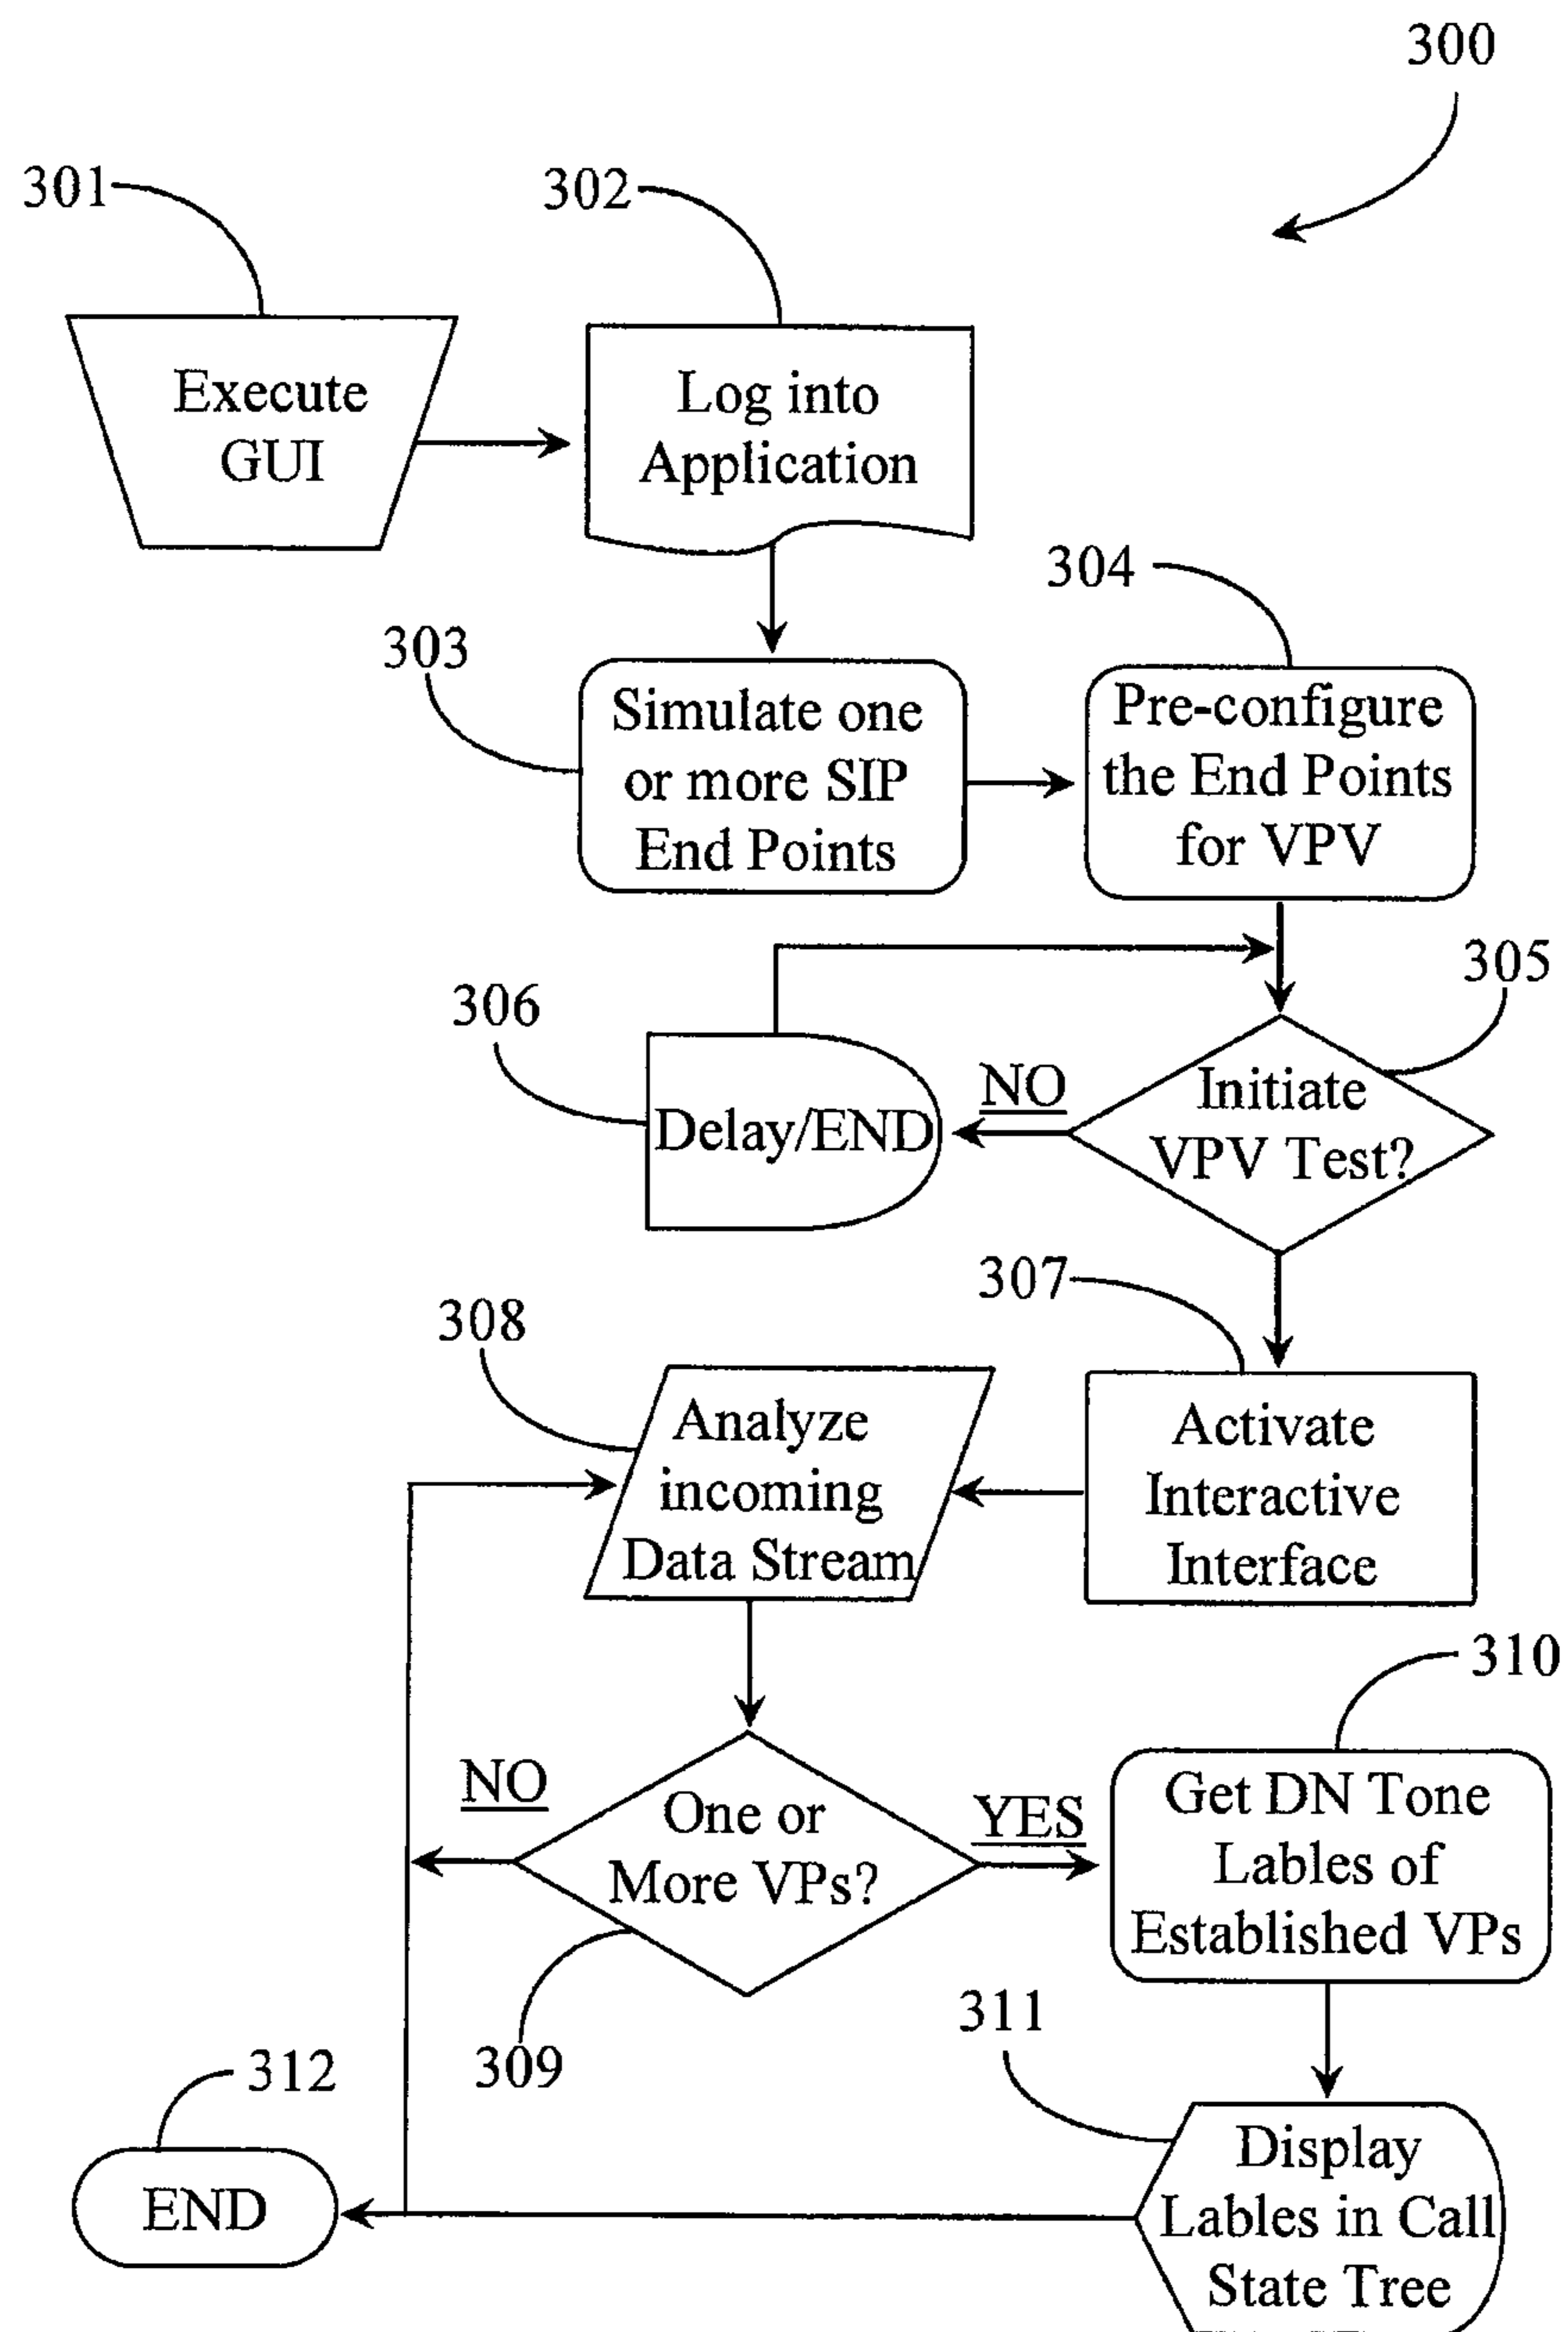 300
301
302
Execute
GUI
Log into
Application
303
304
Simulate one
or more SIP
End Points
Pre-configure
the End Points
for VPV
305
306
Delay/END
NO
Initiate
VPV Test?
307
308
Analyze
incoming
Data Stream
Activate
Interactive
Interface
310
NO
One or
More VPs?
YES
Get DN Tone
Lables of
Established VPs
309
311
312
END
Display
Lables in Call
State Tree